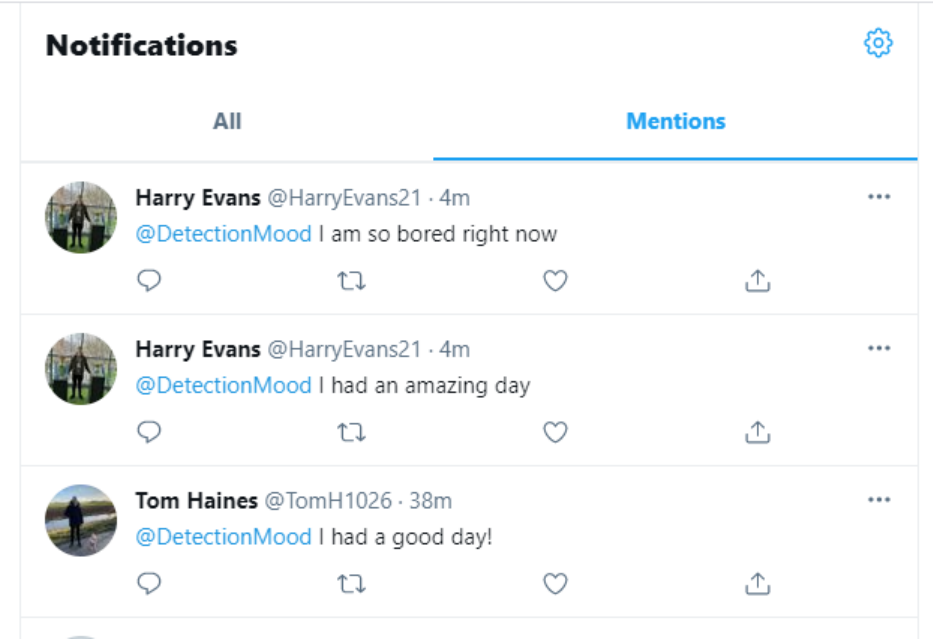 Notifications
All
Mentions
Harry Evans @HarryEvans21 · 4m
@DetectionMood I am so bored right now
Harry Evans @HarryEvans21 · 4m
@DetectionMood I had an amazing day
Tom Haines @TomH1026 · 38m
@DetectionMood I had a good day!